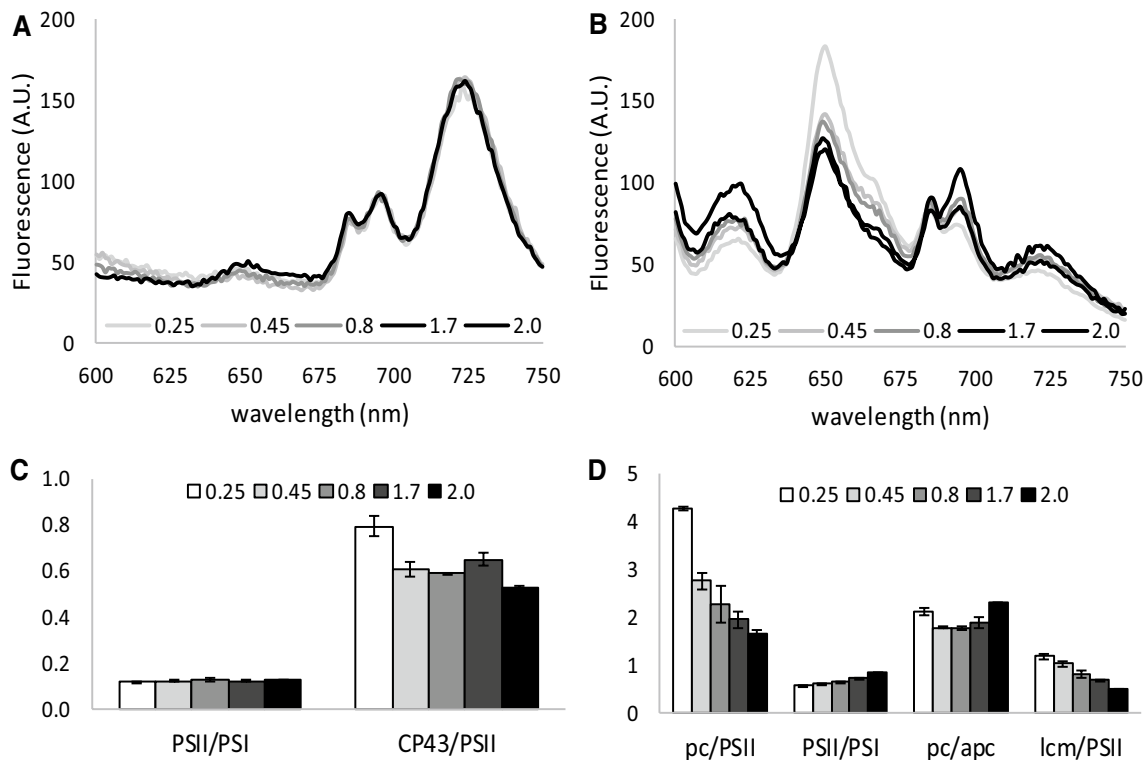 A
Fluorescence (A.U.)
200
150
100
50
0
0.25 0.45 0.8 1.7 2.0
600 625 650 675 700 725 750
wavelength (nm)
B
Fluorescence (A.U.)
200
150
100
50
0
0.25 0.45 0.8 1.7 2.0
600 625 650 675 700 725 750
wavelength (nm)
C
1.0
0.8
0.6
0.4
0.2
0.0
0.25 0.45 0.8 1.7 2.0
PSII/PSI CP43/PSII
D
5
4
3
2
1
0
0.25 0.45 0.8 1.7 2.0
pc/PSII PSII/PSI pc/apc lcm/PSII